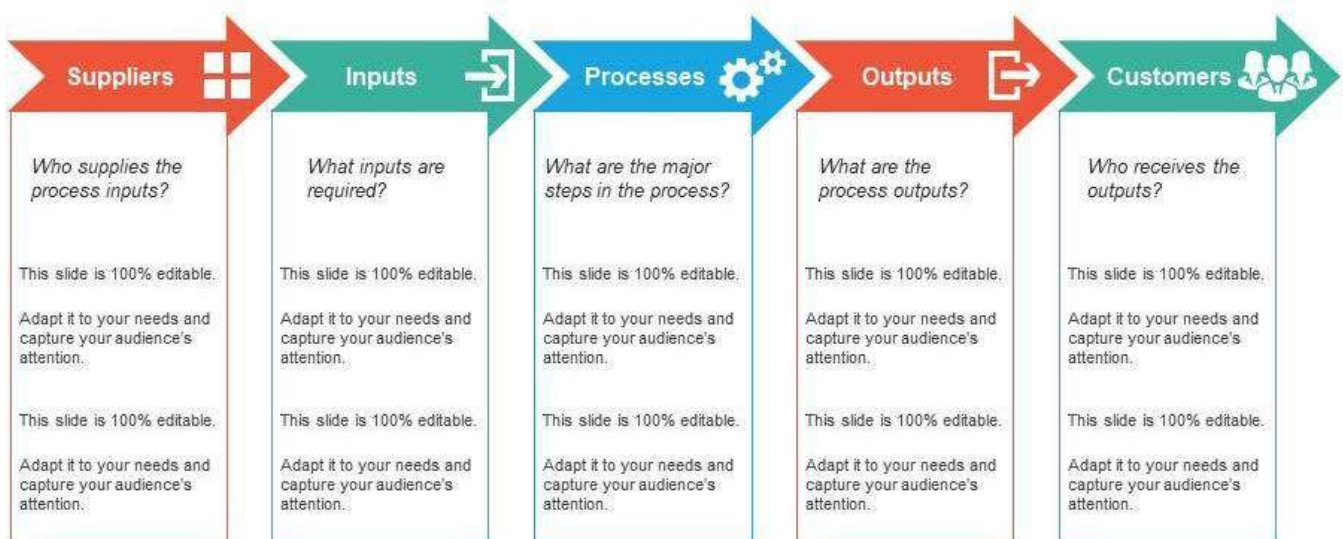 Suppliers
Who supplies the
process inputs?
This slide is 100% editable.
Adapt it to your needs and
capture your audience's
attention.
This slide is 100% editable.
Adapt it to your needs and
capture your audience's
attention.
Inputs
What inputs are
required?
This slide is 100% editable.
Adapt it to your needs and
capture your audience's
attention.
This slide is 100% editable.
Adapt it to your needs and
capture your audience's
attention.
Processes
What are the major
steps in the process?
This slide is 100% editable.
Adapt it to your needs and
capture your audience's
attention.
This slide is 100% editable.
Adapt it to your needs and
capture your audience's
attention.
Outputs
What are the
process outputs?
This slide is 100% editable.
Adapt it to your needs and
capture your audience's
attention.
This slide is 100% editable.
Adapt it to your needs and
capture your audience's
attention.
Customers
Who receives the
outputs?
This slide is 100% editable.
Adapt it to your needs and
capture your audience's
attention.
This slide is 100% editable.
Adapt it to your needs and
capture your audience's
attention.